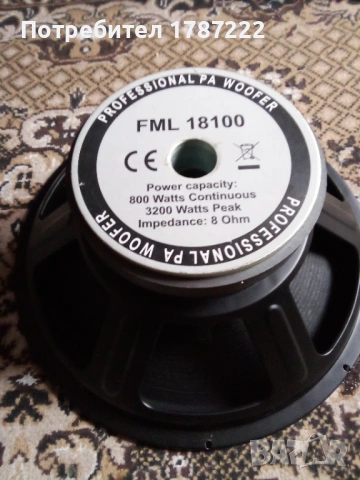 Потребител 1787222
PROFESSIONAL PA WOOFER
FML 18100
CE
Power capacity:
800 Watts Continuous
3200 Watts Peak
Impedance: 8 Ohm
PROFESSIONAL PA WOOFER
BAZAR